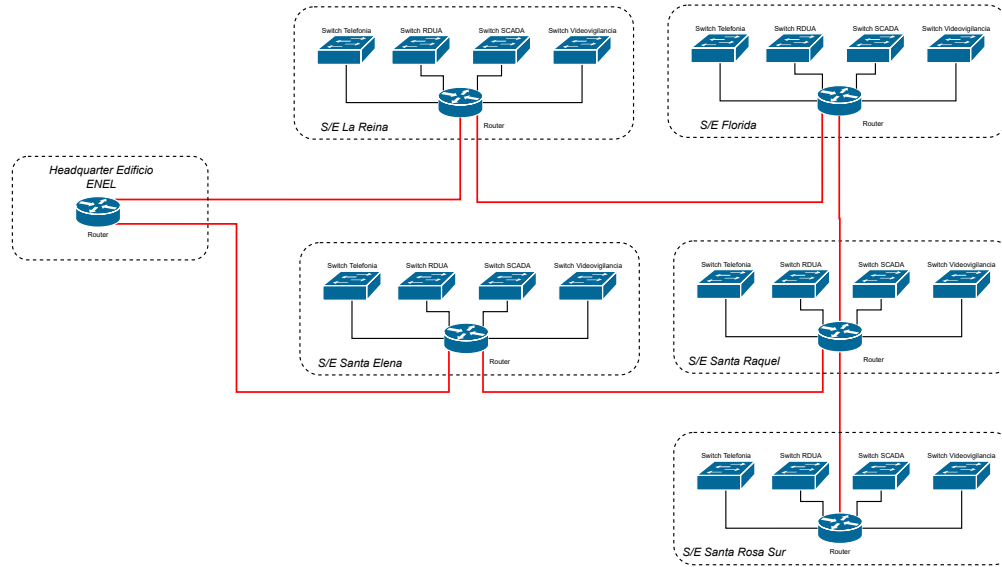 Switch Telefonia
Switch RDUA
Switch SCADA
Switch Videovigilancia
S/E La Reina
Router
Switch Telefonia
Switch RDUA
Switch SCADA
Switch Videovigilancia
S/E Florida
Router
Headquarter Edificio
ENEL
Router
Switch Telefonia
Switch RDUA
Switch SCADA
Switch Videovigilancia
S/E Santa Elena
Router
Switch Telefonia
Switch RDUA
Switch SCADA
Switch Videovigilancia
S/E Santa Raquel
Router
Switch Telefonia
Switch RDUA
Switch SCADA
Switch Videovigilancia
S/E Santa Rosa Sur
Router